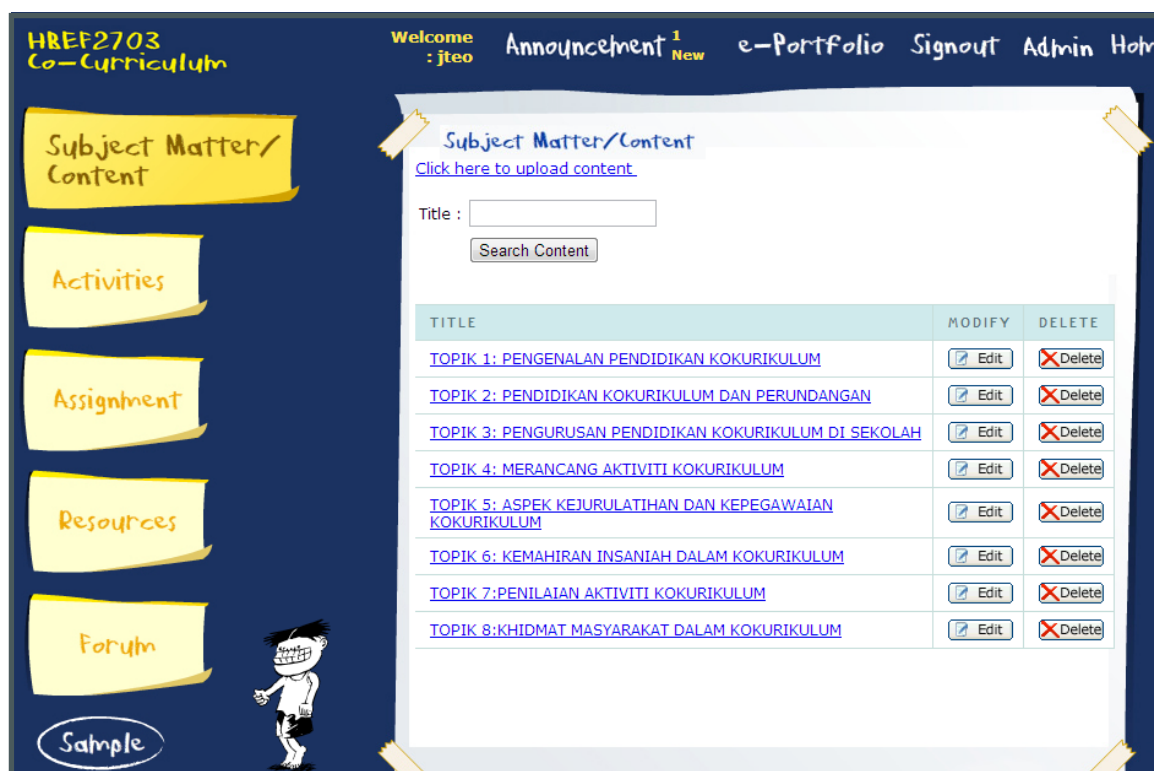 HBEF2703
Co-Curriculum
Welcome
: jteo
Announcement 1
New
e-Portfolio
Signout
Admin
Subject Matter/
Content
Activities
Assignment
Resources
Forum
Sample
Subject Matter/Content
Click here to upload content
Title :
Search Content
TITLE MODIFY DELETE
TOPIK 1: PENGENALAN PENDIDIKAN KOKURIKULUM Edit Delete
TOPIK 2: PENDIDIKAN KOKURIKULUM DAN PERUNDANGAN Edit Delete
TOPIK 3: PENGURUSAN PENDIDIKAN KOKURIKULUM DI SEKOLAH Edit Delete
TOPIK 4: MERANCANG AKTIVITI KOKURIKULUM Edit Delete
TOPIK 5: ASPEK KEJURULATIHAN DAN KEPEGAWAIAN
KOKURIKULUM Edit Delete
TOPIK 6: KEMAHIRAN INSANIAH DALAM KOKURIKULUM Edit Delete
TOPIK 7:PENILAIAN AKTIVITI KOKURIKULUM Edit Delete
TOPIK 8:KHIDMAT MASYARAKAT DALAM KOKURIKULUM Edit Delete